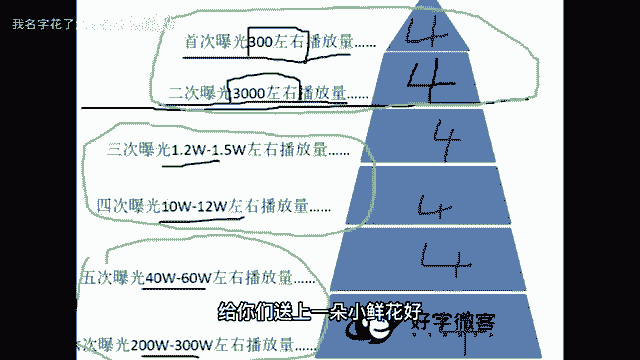 我名字花了
首次曝光300左右播放量……
4
二次曝光3000左右播放量……
4
三次曝光1.2W-1.5W左右播放量……
4
四次曝光10W-12W左右播放量……
4
五次曝光40W-60W左右播放量……
4
给你们送上一朵小鲜花好
好字微客
次曝光200W-300W左右播放量……